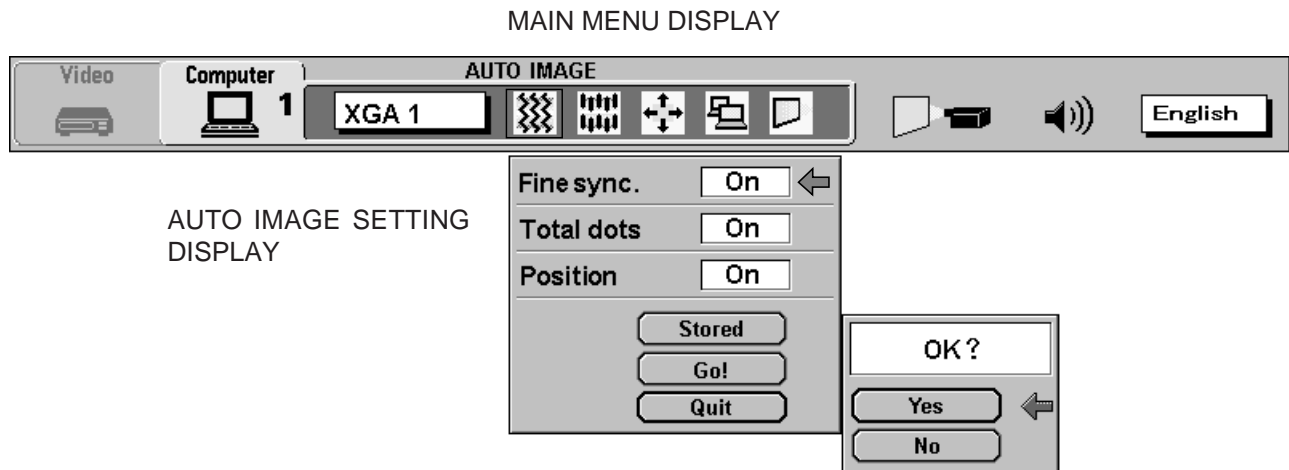 MAIN MENU DISPLAY
Video
Computer
AUTO IMAGE
1
XGA 1
English
AUTO IMAGE SETTING
DISPLAY
Fine sync. On
Total dots On
Position On
Stored
Go!
Quit
OK?
Yes
No